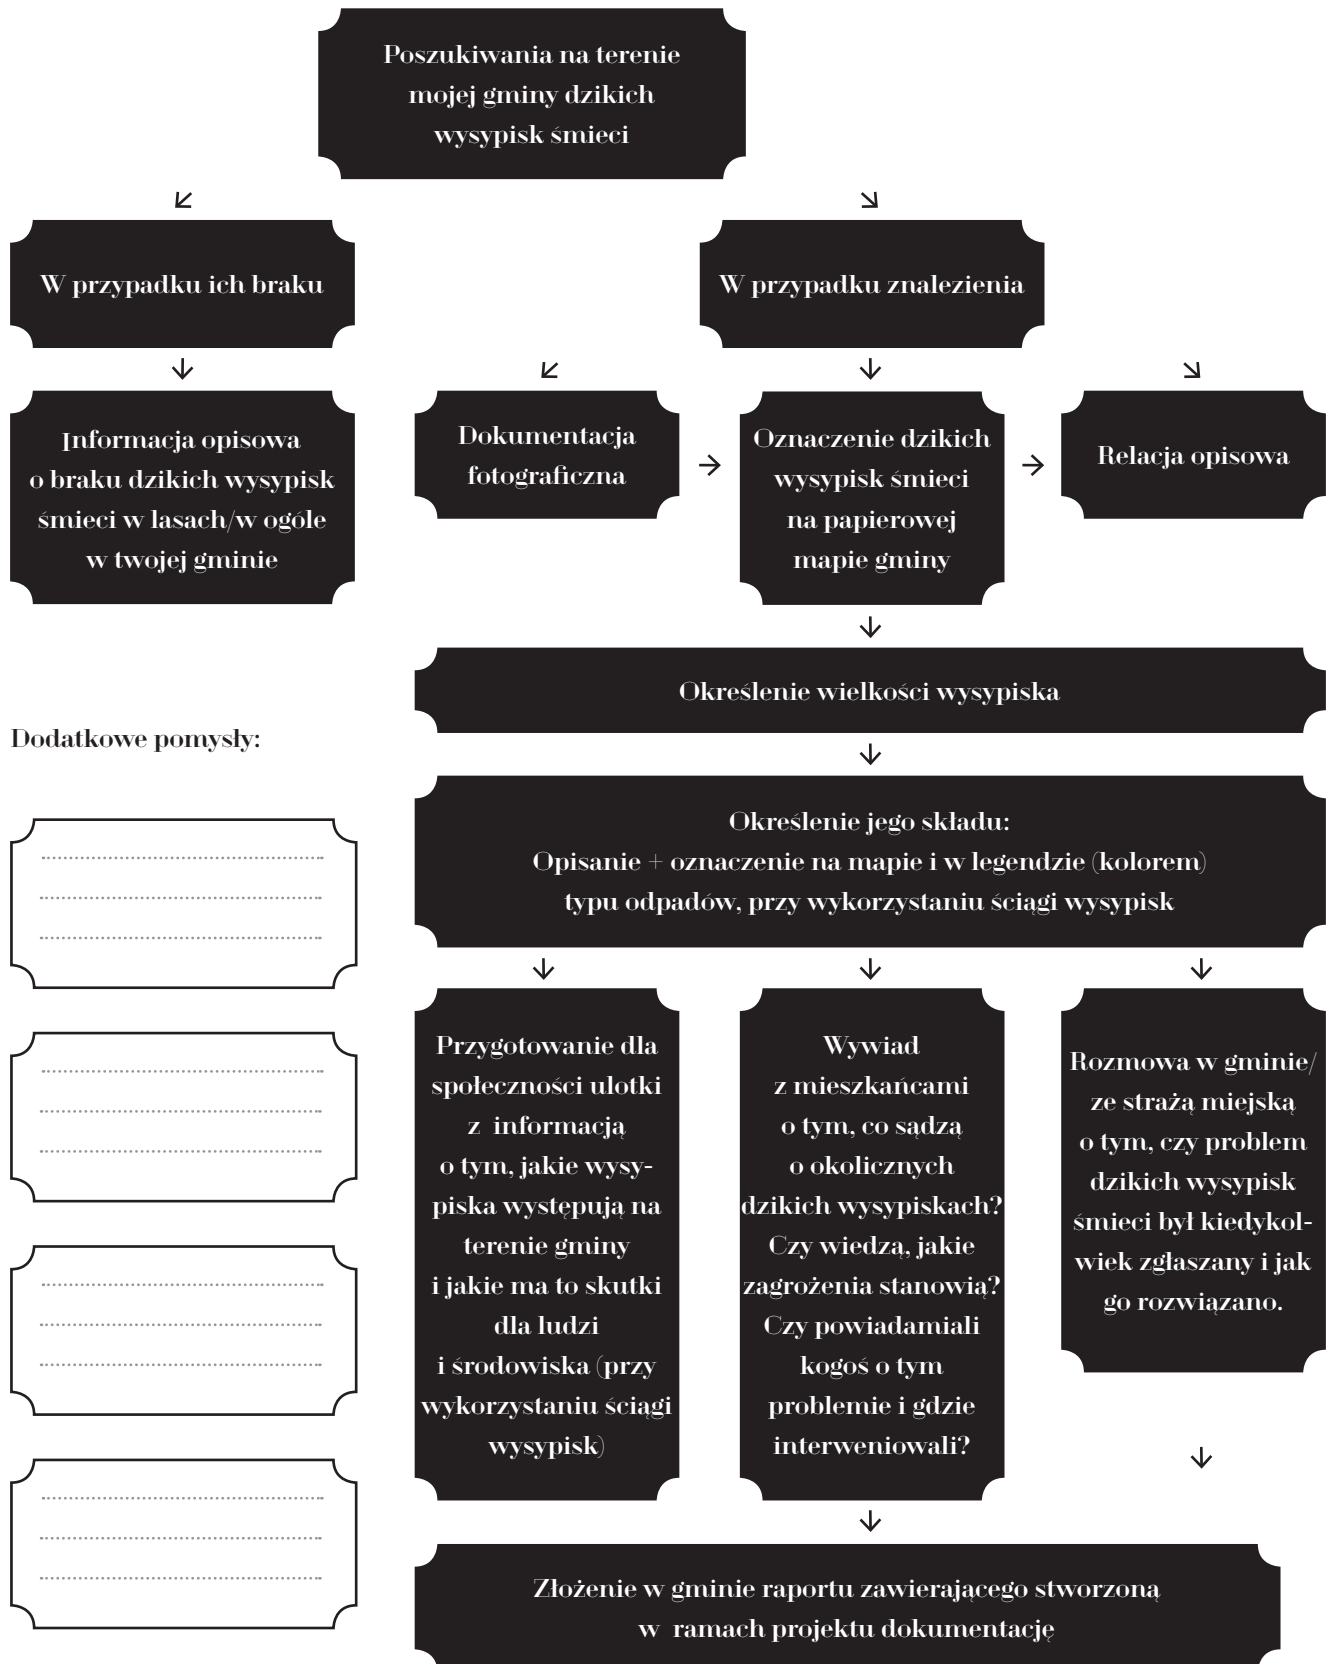 Poszukiwania na terenie
mojej gminy dzikich
wysypisk śmieci
W przypadku ich braku
W przypadku znalezienia
Informacja opisowa
o braku dzikich wysypisk
śmieci w lasach/w ogóle
w twojej gminie
Dokumentacja
fotograficzna
Oznaczenie dzikich
wysypisk śmieci
na papierowej
mapie gminy
Relacja opisowa
Określenie wielkości wysypiska
Dodatkowe pomysły:
Określenie jego składu:
Opisanie + oznaczenie na mapie i w legendzie (kolorem)
typu odpadów, przy wykorzystaniu ściągi wysypisk
Przygotowanie dla
społeczności ulotki
z informacją
o tym, jakie wysy-
piska występują na
terenie gminy
i jakie ma to skutki
dla ludzi
i środowiska (przy
wykorzystaniu ściągi
wysypisk)
Wywiad
z mieszkańcami
o tym, co sądzą
o okolicznych
dzikich wysypiskach?
Czy wiedzą, jakie
zagrożenia stanowią?
Czy powiadamiali
kogoś o tym
problemie i gdzie
interweniowali?
Rozmowa w gminie/
ze strażą miejską
o tym, czy problem
dzikich wysypisk
śmieci był kiedykol-
wiek zgłaszany i jak
go rozwiązano.
Złożenie w gminie raportu zawierającego stworzoną
w ramach projektu dokumentację